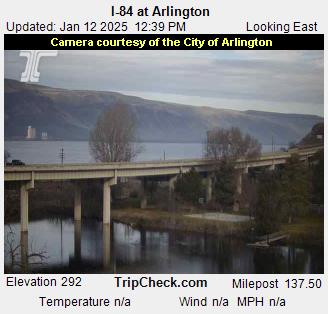 I-84 at Arlington
Updated: Jan 12 2025 12:39 PM Looking East
Camera courtesy of the City of Arlington
Elevation 292 TripCheck.com Milepost 137.50
Temperature n/a Wind n/a MPH n/a